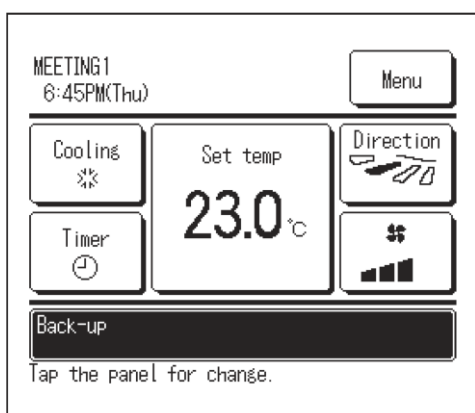 MEETING1
6:45PM(Thu)
Menu
Cooling
Set temp
Direction
23.0℃
Timer
Back-up
Tap the panel for change.